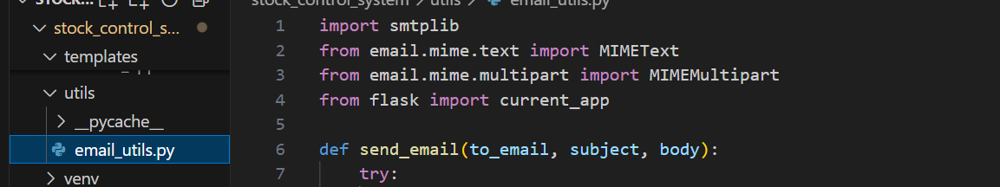 stock_control_s...
templates
utils
__pycache__
email_utils.py
venv
stock_control_system > utils > email_utils.py
1 import smtplib
2 from email.mime.text import MIMEText
3 from email.mime.multipart import MIMEMultipart
4 from flask import current_app
5
6 def send_email(to_email, subject, body):
7 try: